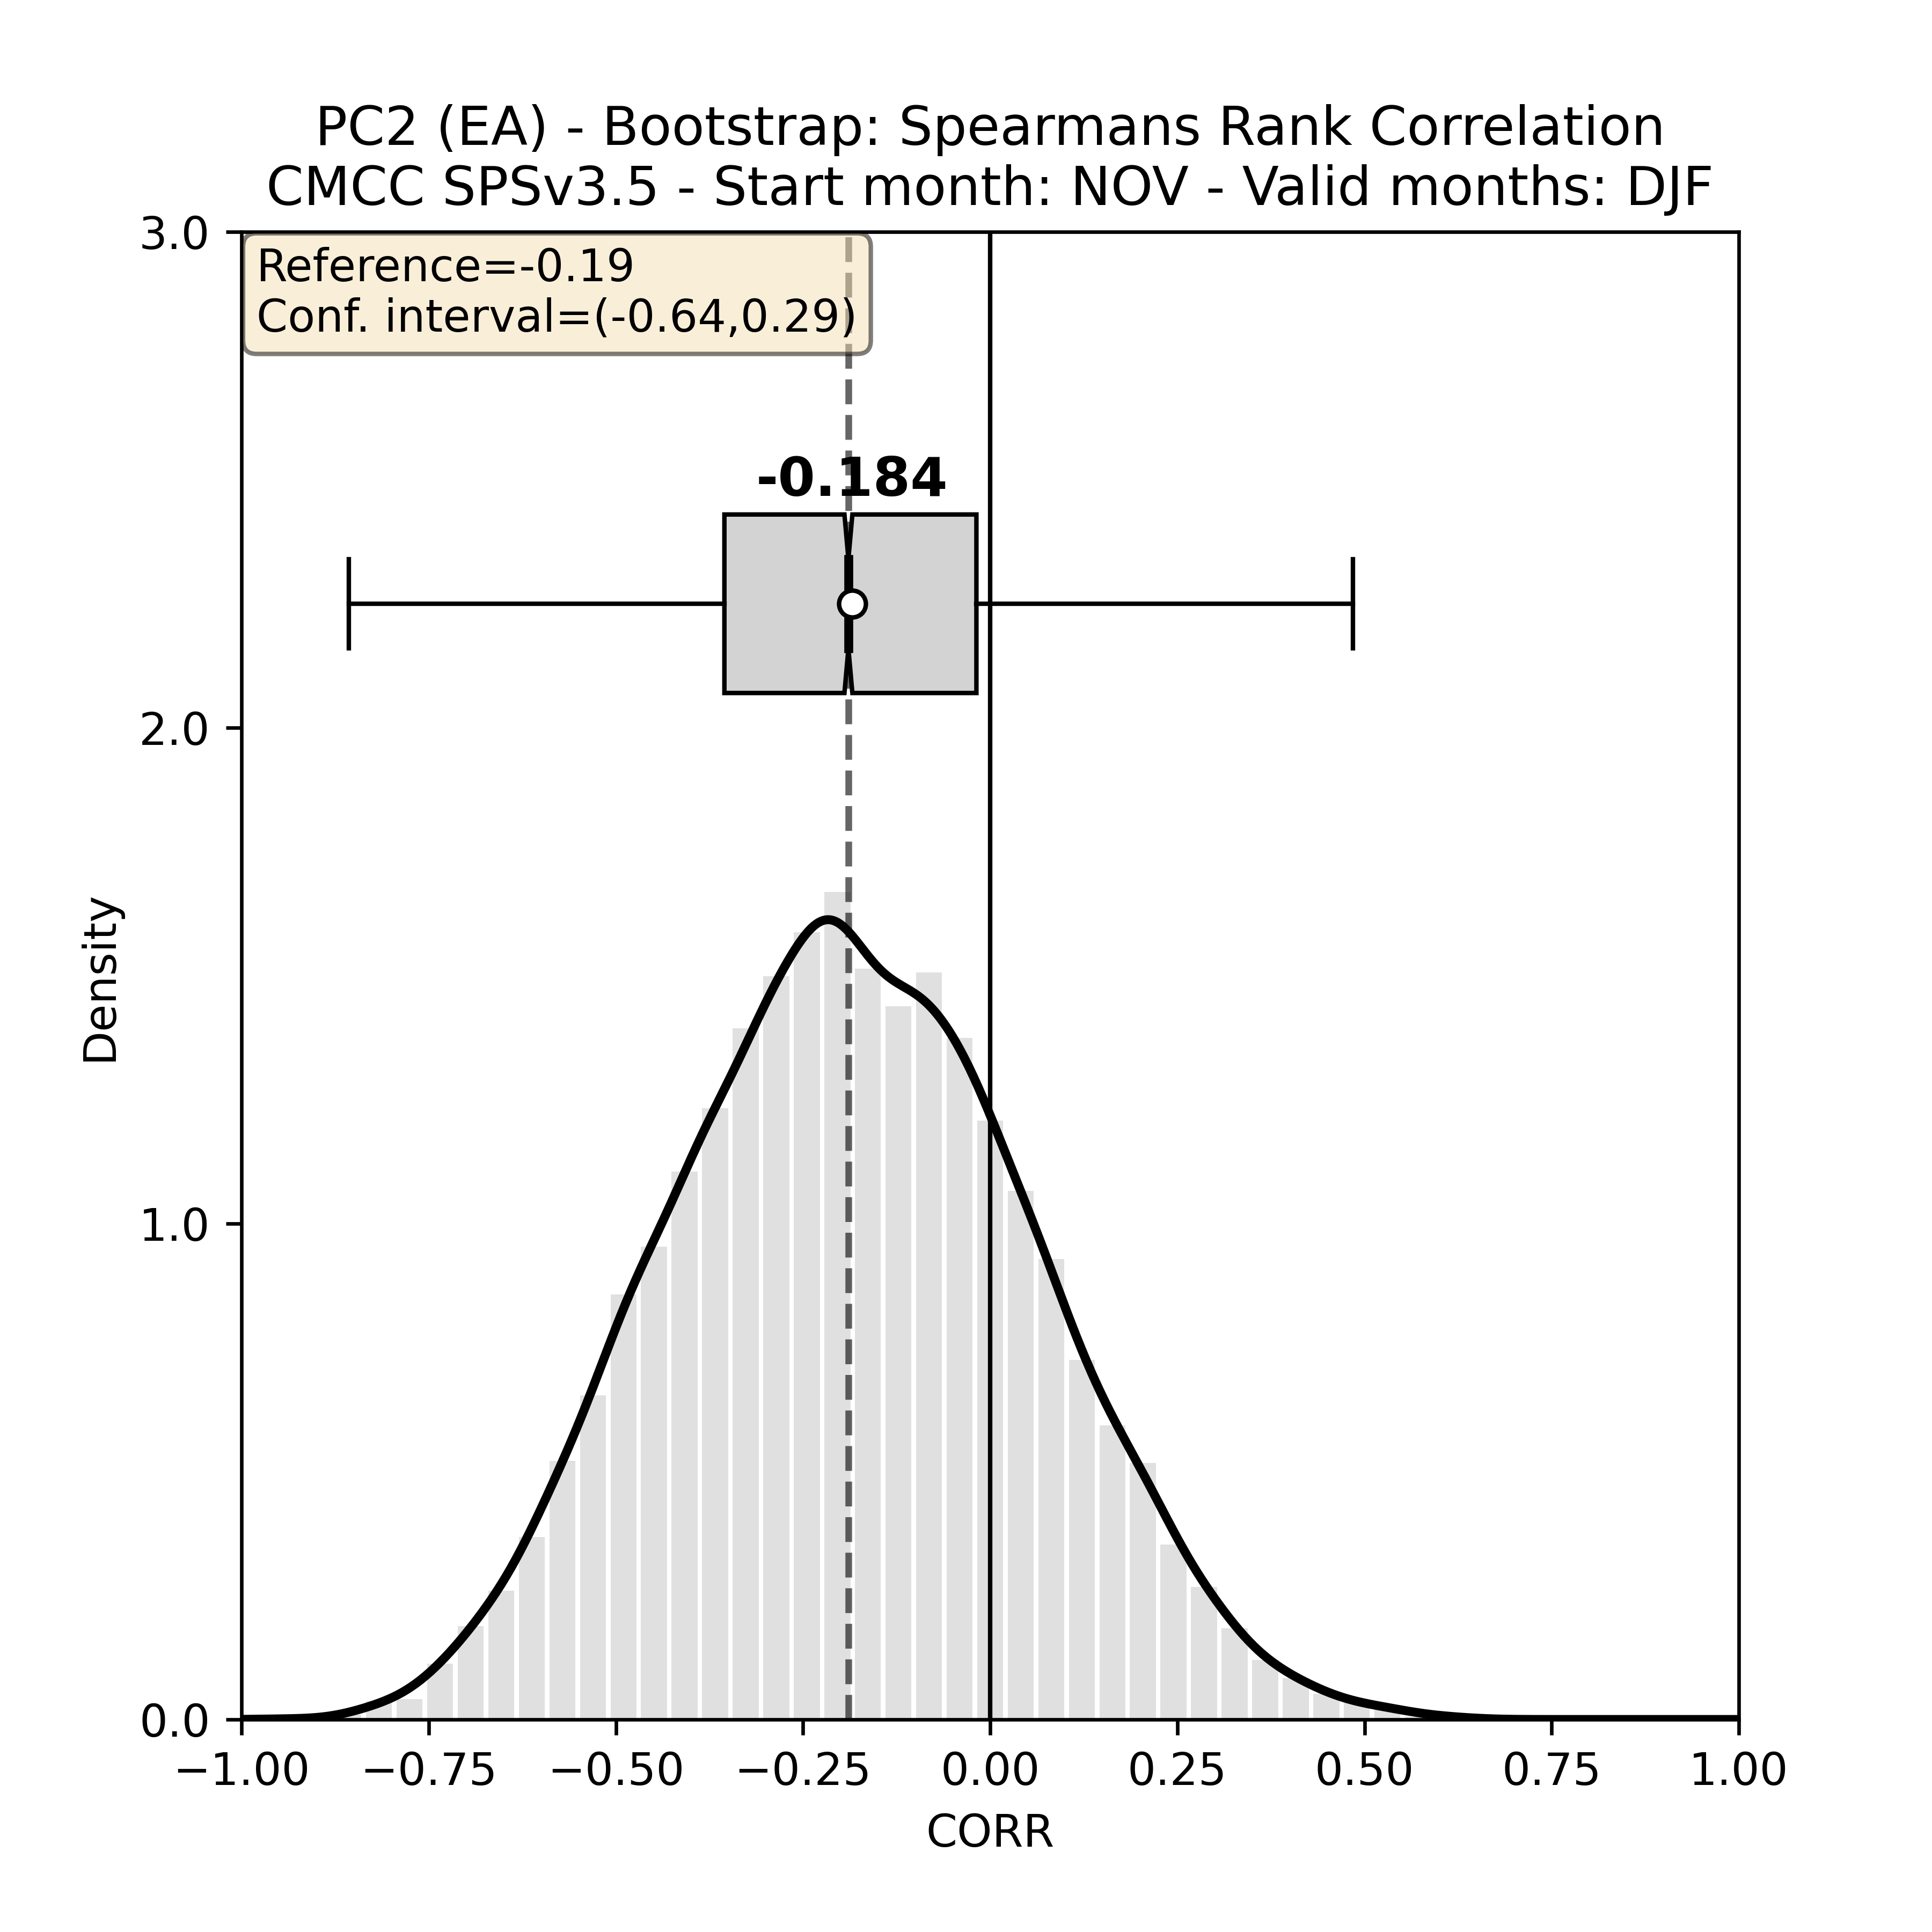 PC2 (EA) - Bootstrap: Spearmans Rank Correlation
CMCC SPSv3.5 - Start month: NOV - Valid months: DJF
3.0
Reference=-0.19
Conf. interval=(-0.64,0.29)
-0.184
2.0
Density
1.0
0.0
−1.00 −0.75 −0.50 −0.25 0.00 0.25 0.50 0.75 1.00
CORR